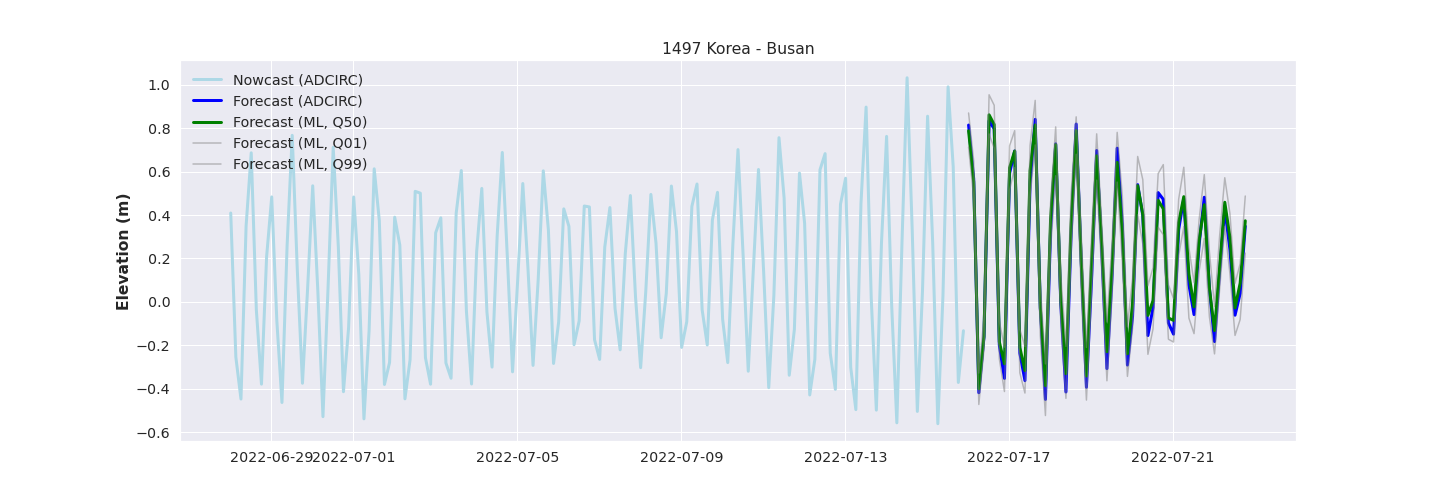 1497 Korea - Busan
Nowcast (ADCIRC)
Forecast (ADCIRC)
Forecast (ML, Q50)
Forecast (ML, Q01)
Forecast (ML, Q99)
Elevation (m)
1.0
0.8
0.6
0.4
0.2
0.0
−0.2
−0.4
−0.6
2022-06-29 2022-07-01 2022-07-05 2022-07-09 2022-07-13 2022-07-17 2022-07-21